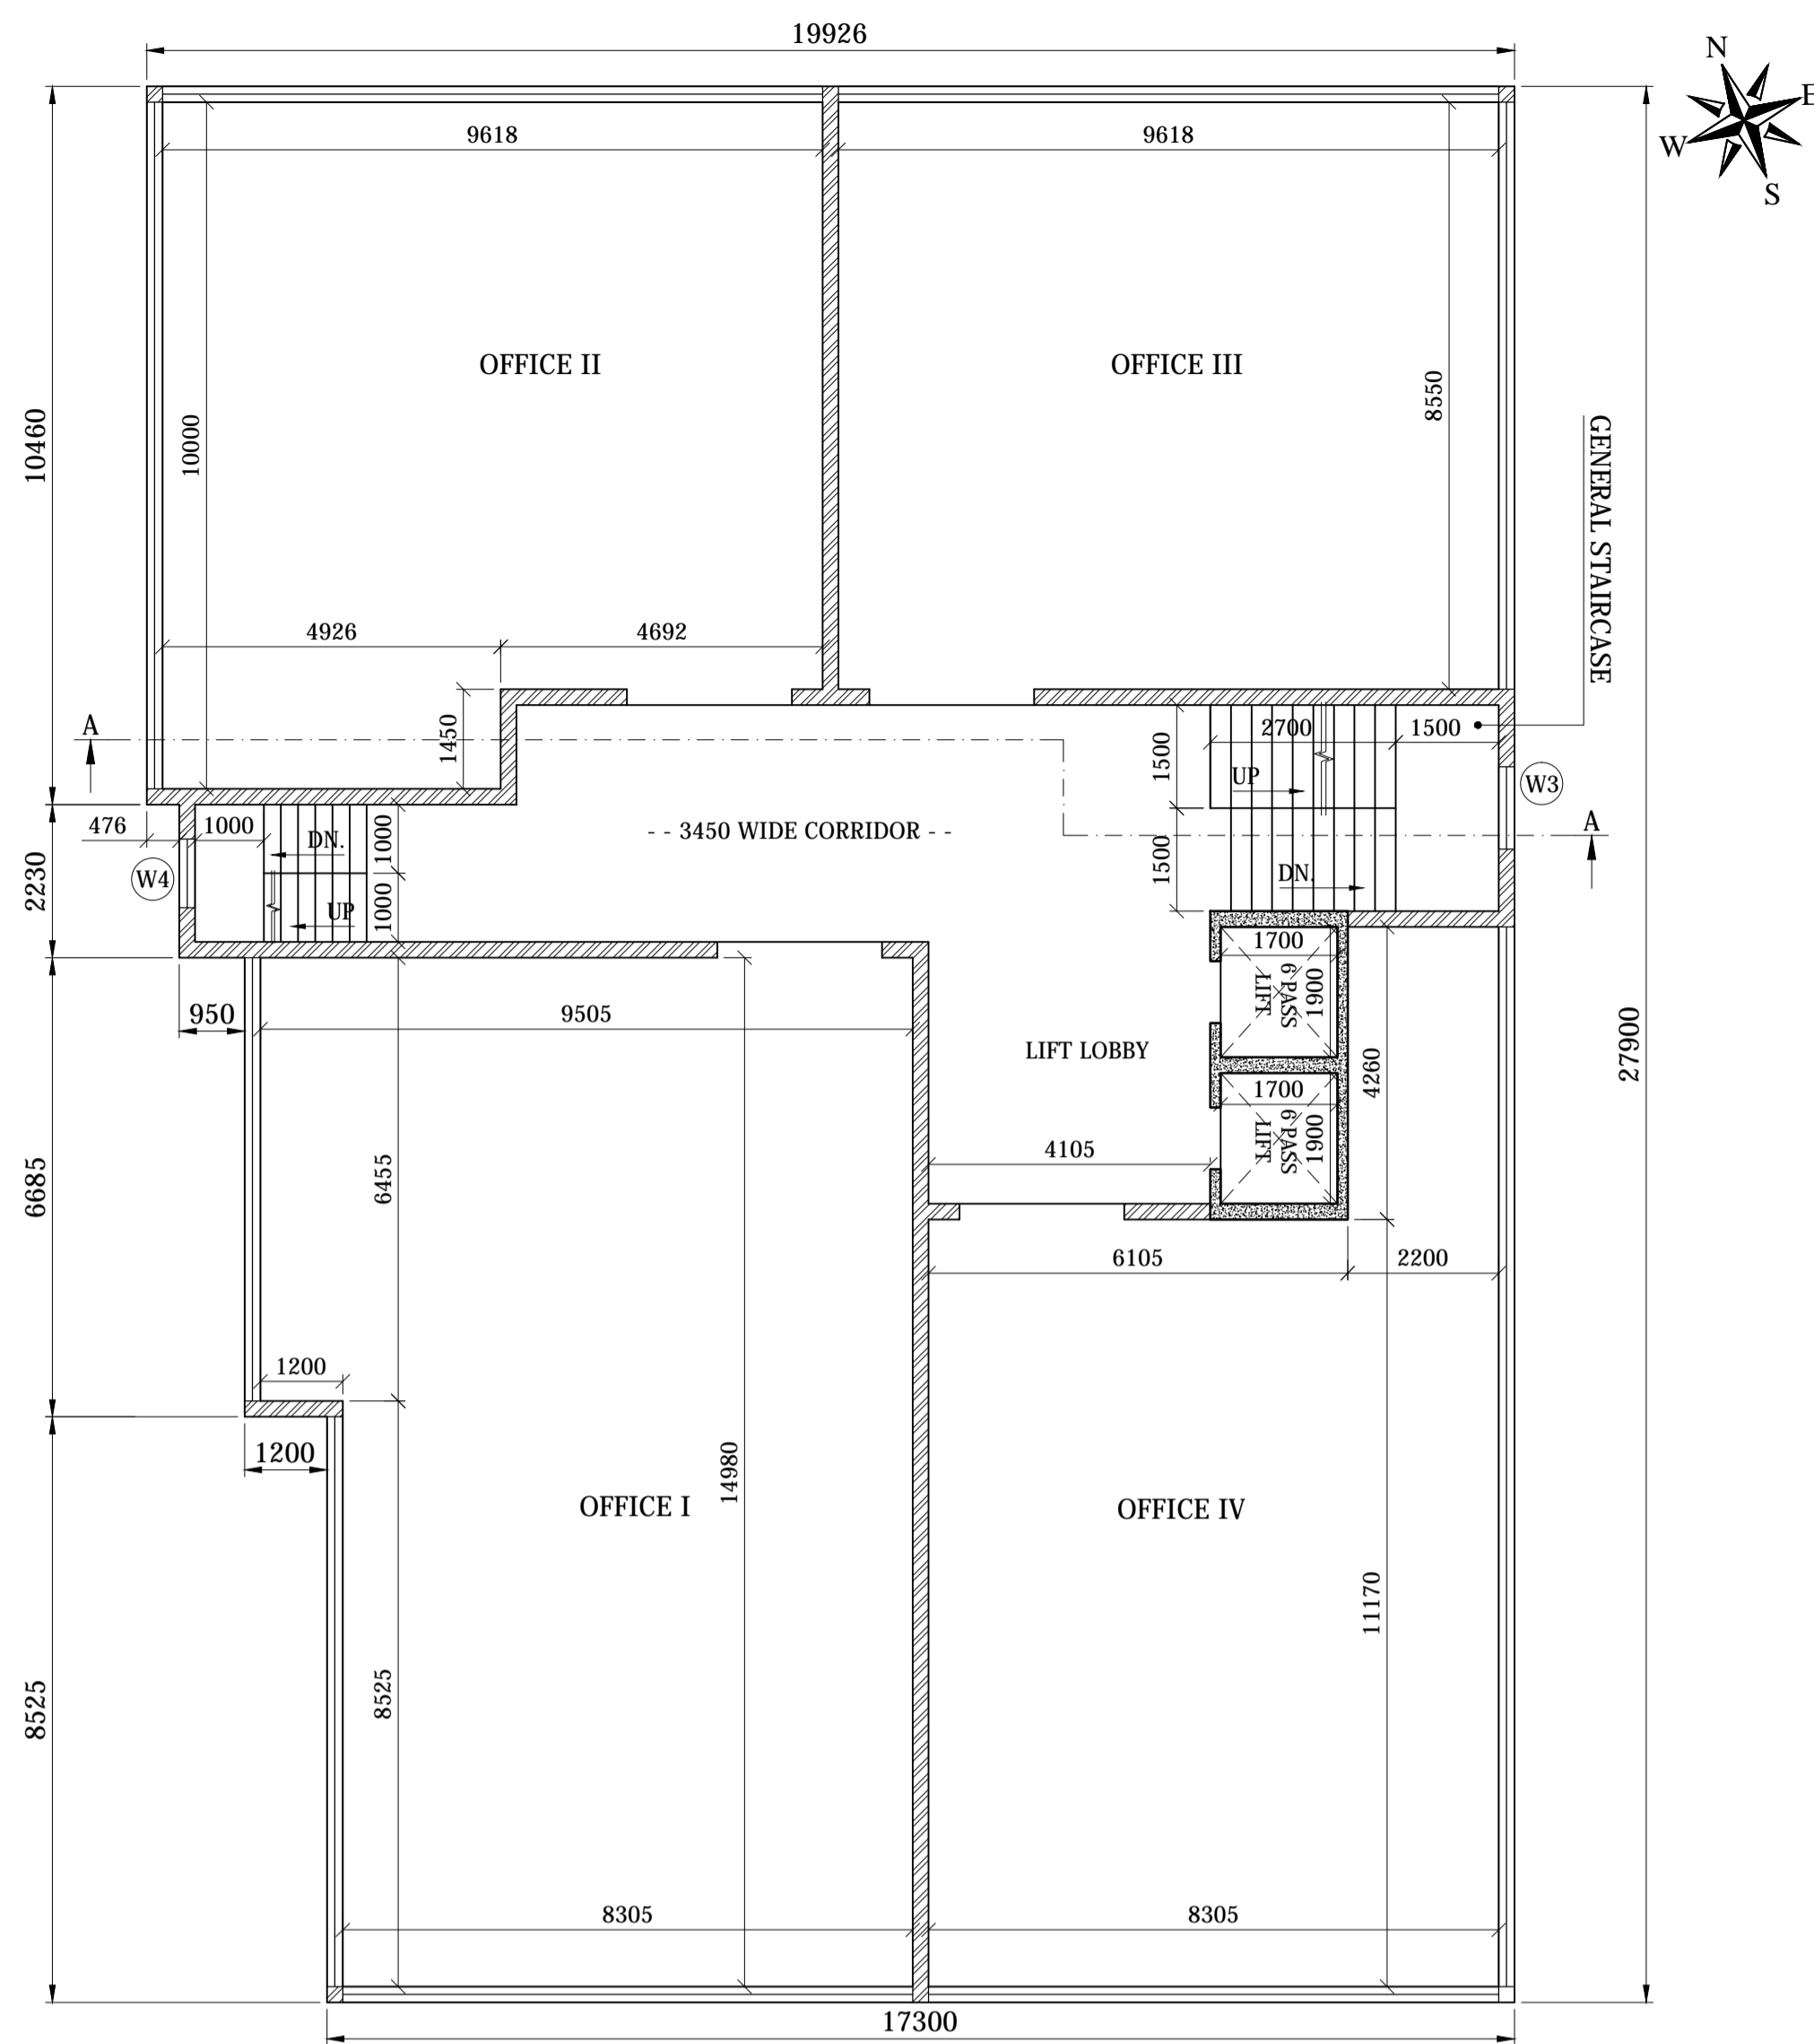 19926
N
E
W
S
9618
9618
10460
10000
OFFICE II
OFFICE III
8550
GENERAL STAIRCASE
4926
4692
A
1450
1500
2700
1500
UP
W3
476
1000
DN.
1000
- - 3450 WIDE CORRIDOR - -
A
2230
W4
UP
1000
1500
DN.
950
9505
1700
6 PASS
LIFT
1900
LIFT LOBBY
27900
4260
1700
6 PASS
LIFT
1900
6685
6455
4105
6105
2200
1200
1200
14980
OFFICE I
OFFICE IV
11170
8525
8525
8305
8305
17300